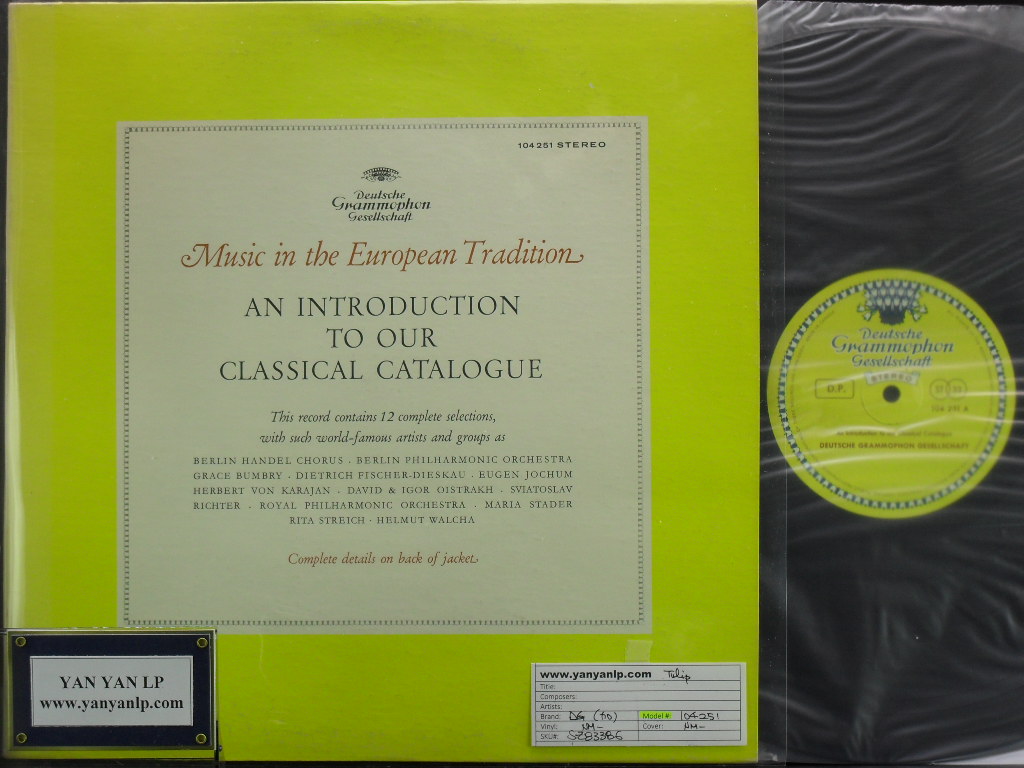 104 251 STEREO
Deutsche
Grammophon
Gesellschaft
Music in the European Tradition
AN INTRODUCTION
TO OUR
CLASSICAL CATALOGUE
This record contains 12 complete selections,
with such world-famous artists and groups as
BERLIN HANDEL CHORUS · BERLIN PHILHARMONIC ORCHESTRA
GRACE BUMBRY · DIETRICH FISCHER-DIESKAU · EUGEN JOCHUM
HERBERT VON KARAJAN · DAVID & IGOR OISTRAKH · SVIATOSLAV
RICHTER · ROYAL PHILHARMONIC ORCHESTRA · MARIA STADER
RITA STREICH · HELMUT WALCHA
Complete details on back of jacket
Deutsche
Grammophon
Gesellschaft
STEREO
D.P.
DEUTSCHE GRAMMOPHON GESELLSCHAFT
YAN YAN LP
www.yanyanlp.com
www.yanyanlp.com Tulip
Title:
Composers:
Artists:
Brand: DG Model #: 104251
Vinyl: NM- Cover: NM-
SKU#: